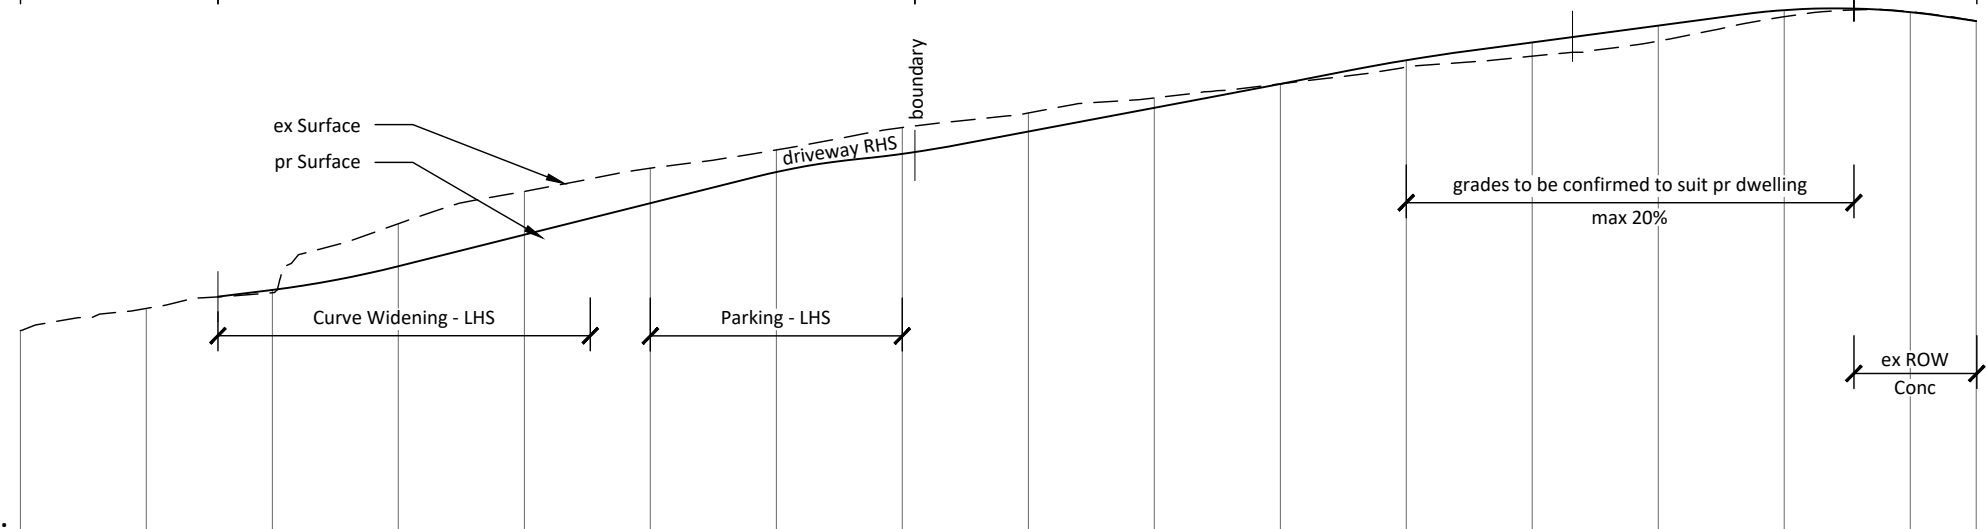 boundary
ex Surface
pr Surface
driveway RHS
grades to be confirmed to suit pr dwelling
max 20%
Curve Widening - LHS
Parking - LHS
ex ROW
Conc